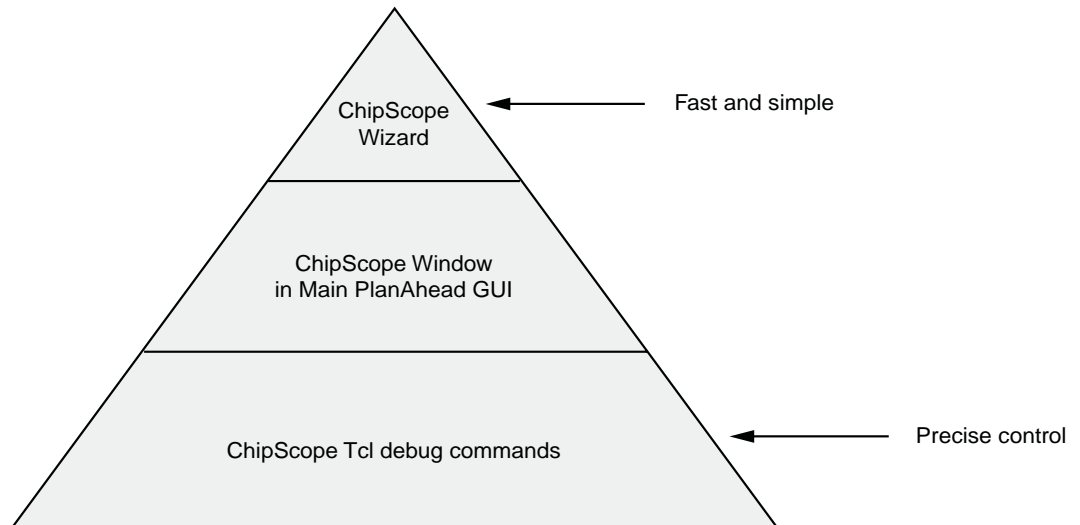 ChipScope
Wizard
Fast and simple
ChipScope Window
in Main PlanAhead GUI
ChipScope Tcl debug commands
Precise control